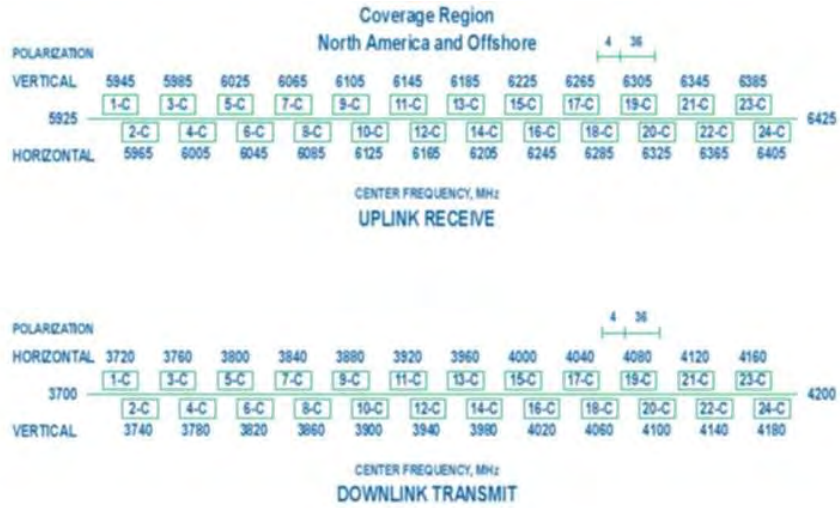 Coverage Region
North America and Offshore
4 36
POLARIZATION
VERTICAL 5945 5985 6025 6065 6105 6145 6185 6225 6265 6305 6345 6385
1-C 3-C 5-C 7-C 9-C 11-C 13-C 15-C 17-C 19-C 21-C 23-C
5925 6425
2-C 4-C 6-C 8-C 10-C 12-C 14-C 16-C 18-C 20-C 22-C 24-C
HORIZONTAL 5965 6005 6045 6085 6125 6165 6205 6245 6285 6325 6365 6405
CENTER FREQUENCY, MHz
UPLINK RECEIVE
4 36
POLARIZATION
HORIZONTAL 3720 3760 3800 3840 3880 3920 3960 4000 4040 4080 4120 4160
1-C 3-C 5-C 7-C 9-C 11-C 13-C 15-C 17-C 19-C 21-C 23-C
3700 4200
2-C 4-C 6-C 8-C 10-C 12-C 14-C 16-C 18-C 20-C 22-C 24-C
VERTICAL 3740 3780 3820 3860 3900 3940 3980 4020 4060 4100 4140 4180
CENTER FREQUENCY, MHz
DOWNLINK TRANSMIT